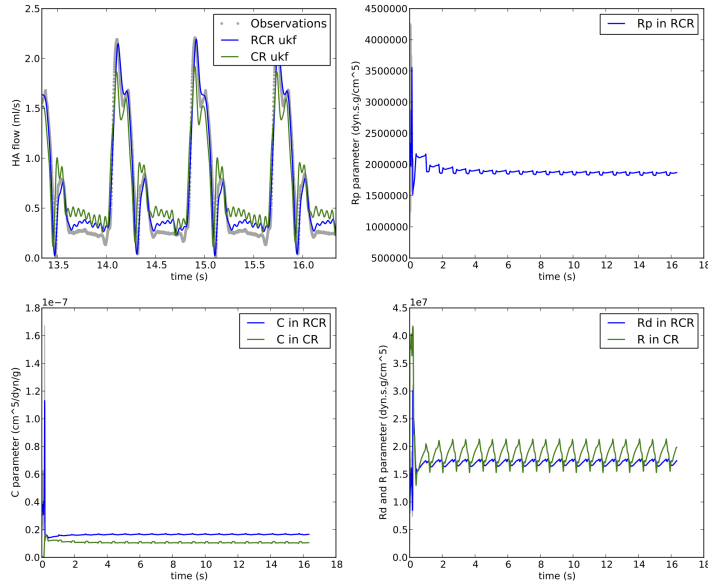 2.5
2.0
1.5
1.0
0.5
0.0
HA flow (ml/s)
Observations
RCR ukf
CR ukf
13.5 14.0 14.5 15.0 15.5 16.0
time (s)
4500000
4000000
3500000
3000000
2500000
2000000
1500000
1000000
500000
Rp parameter (dyn.s.g/cm^5)
Rp in RCR
0 2 4 6 8 10 12 14 16 18
time (s)
1e−7
1.8
1.6
1.4
1.2
1.0
0.8
0.6
0.4
0.2
0.0
C parameter (cm^5/dyn/g)
C in RCR
C in CR
0 2 4 6 8 10 12 14 16 18
time (s)
1e7
4.5
4.0
3.5
3.0
2.5
2.0
1.5
1.0
0.5
0.0
Rd and R parameter (dyn.s.g/cm^5)
Rd in RCR
R in CR
0 2 4 6 8 10 12 14 16 18
time (s)